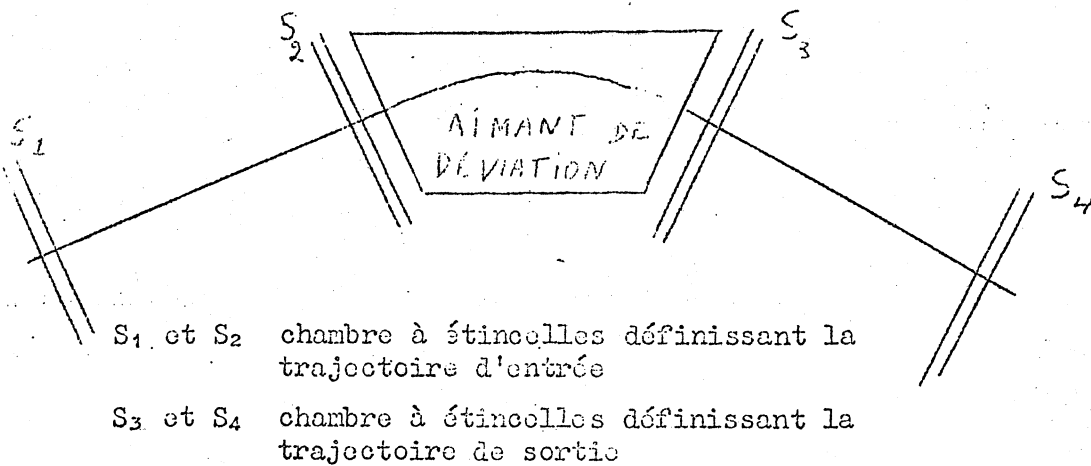 S2
S3
S1
AIMANT DE
DÉVIATION
S4
S1 et S2 chambre à étincelles définissant la
trajectoire d'entrée
S3 et S4 chambre à étincelles définissant la
trajectoire de sortie